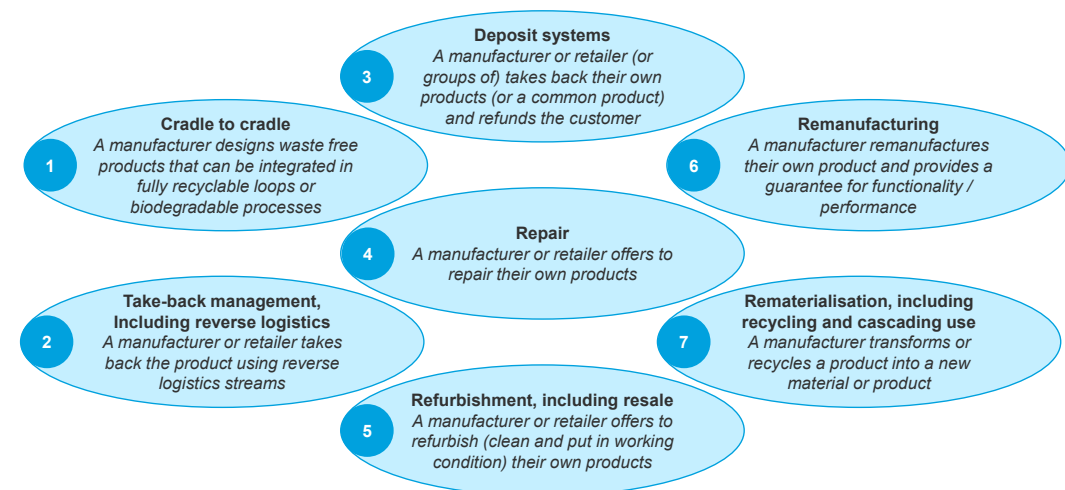 1
Cradle to cradle
A manufacturer designs waste free
products that can be integrated in
fully recyclable loops or
biodegradable processes
2
Take-back management,
Including reverse logistics
A manufacturer or retailer takes
back the product using reverse
logistics streams
3
Deposit systems
A manufacturer or retailer (or
groups of) takes back their own
products (or a common product)
and refunds the customer
4
Repair
A manufacturer or retailer offers to
repair their own products
5
Refurbishment, including resale
A manufacturer or retailer offers to
refurbish (clean and put in working
condition) their own products
6
Remanufacturing
A manufacturer remanufactures
their own product and provides a
guarantee for functionality /
performance
7
Rematerialisation, including
recycling and cascading use
A manufacturer transforms or
recycles a product into a new
material or product